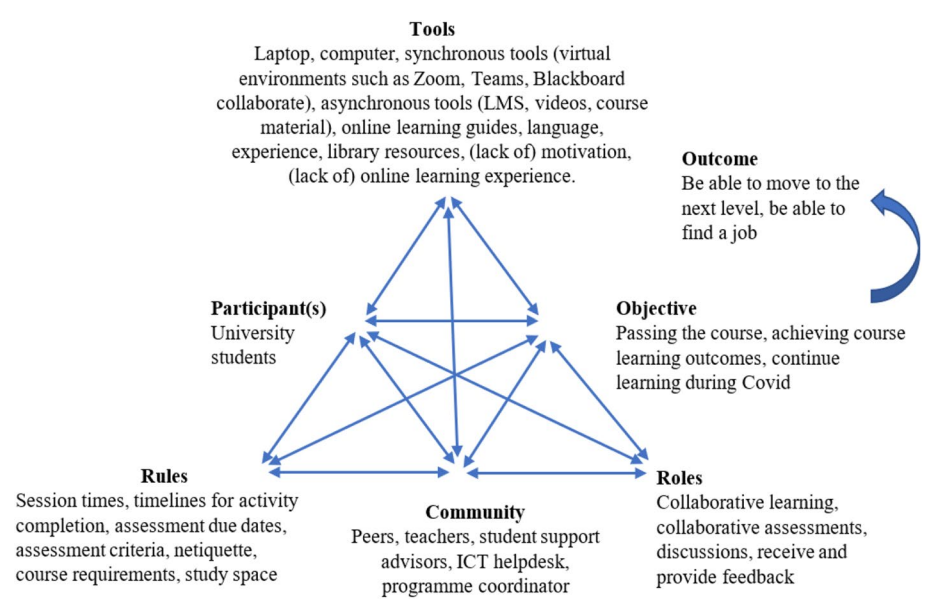 Tools
Laptop, computer, synchronous tools (virtual
environments such as Zoom, Teams, Blackboard
collaborate), asynchronous tools (LMS, videos, course
material), online learning guides, language,
experience, library resources, (lack of) motivation,
(lack of) online learning experience.
Outcome
Be able to move to the
next level, be able to
find a job
Participant(s)
University
students
Objective
Passing the course, achieving course
learning outcomes, continue
learning during Covid
Rules
Session times, timelines for activity
completion, assessment due dates,
assessment criteria, netiquette,
course requirements, study space
Community
Peers, teachers, student support
advisors, ICT helpdesk,
programme coordinator
Roles
Collaborative learning,
collaborative assessments,
discussions, receive and
provide feedback